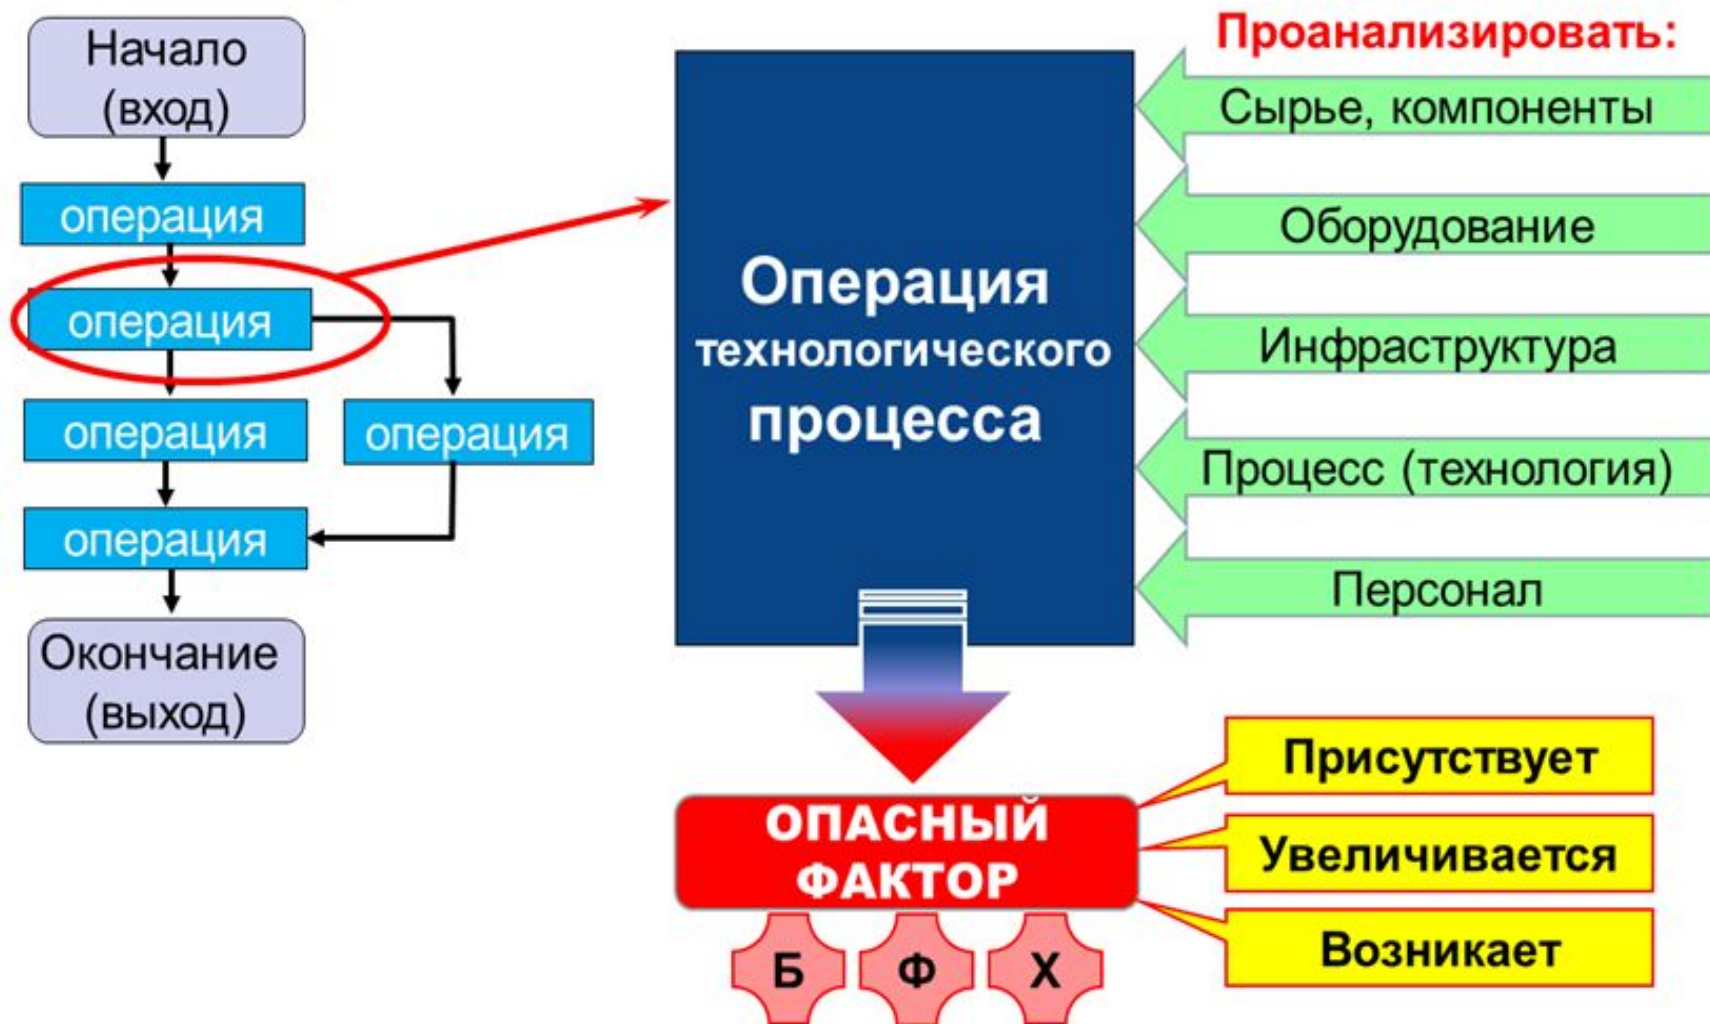 Начало
(вход)
операция
операция
операция
операция
операция
Окончание
(выход)
Операция
технологического
процесса
Проанализировать:
Сырье, компоненты
Оборудование
Инфраструктура
Процесс (технология)
Персонал
ОПАСНЫЙ
ФАКТОР
Б
Ф
Х
Присутствует
Увеличивается
Возникает